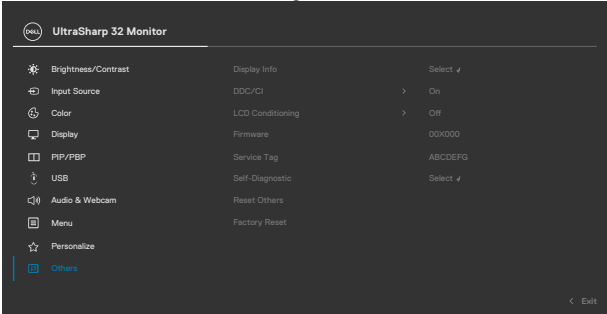 DELL UltraSharp 32 Monitor
Brightness/Contrast Display Info Select
Input Source DDC/CI > On
Color LCD Conditioning > Off
Display Firmware 00X000
PIP/PBP Service Tag ABCDEFG
USB Self-Diagnostic Select
Audio & Webcam Reset Others
Menu Factory Reset
Personalize
Others
< Exit